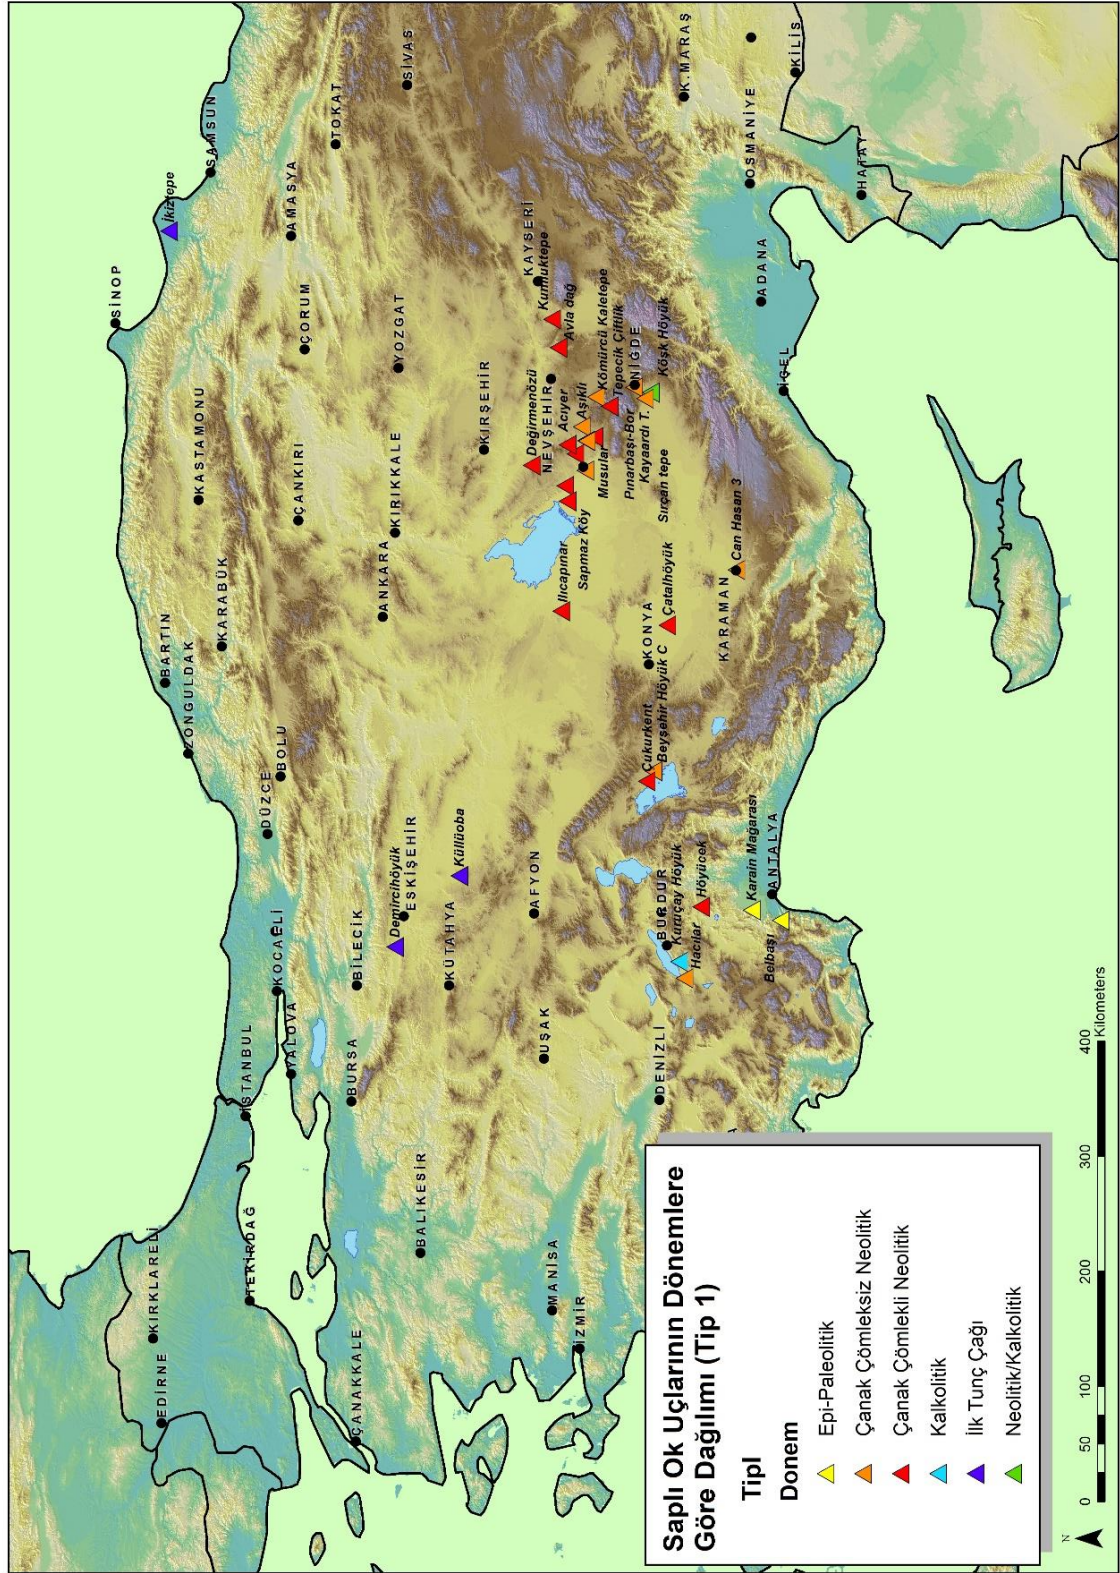 EDİRNE
KIRKLARELİ
TEKİRDAĞ
İSTANBUL
KOCAELİ
YALOVA
ÇANAKKALE
BURSA
BİLECİK
BALIKESİR
DÜZCE
BOLU
ZONGULDAK
BARTIN
KARABÜK
KASTAMONU
ÇANKIRI
SİNOP
İkiztepe
SAMSUN
AMASYA
ÇORUM
TOKAT
SİVAS
Demircihöyük
ESKİŞEHİR
Küllüoba
KÜTAHYA
ANKARA
KIRIKKALE
YOZGAT
KIRŞEHİR
MANİSA
İZMİR
UŞAK
AFYON
DENİZLİ
Ilıcapınar
Sapmaz Köy
Değirmenözü
NEVŞEHİR
Acıyer
Aşıklı
Musular
KAYSERİ
Kumluktepe
Avla dağ
Kömürcü Kaletepe
Tepecik Çiftlik
NİĞDE
Köşk Höyük
Pınarbaşı-Bor
Kayaardı T.
Sırçan tepe
BURDUR
Kuruçay Höyük
Hacılar
Höyücek
Çukurkent
Beyşehir Höyük C
KONYA
Çatalhöyük
KARAMAN
Can Hasan 3
Karain Mağarası
ANTALYA
Belbaşı
İÇEL
ADANA
OSMANİYE
K.MARAŞ
KİLİS
HATAY
Saplı Ok Uçlarının Dönemlere
Göre Dağılımı (Tip 1)
TipI
Donem
Epi-Paleolitik
Çanak Çömleksiz Neolitik
Çanak Çömlekli Neolitik
Kalkolitik
İlk Tunç Çağı
Neolitik/Kalkolitik
N
0 50 100 200 300 400
Kilometers